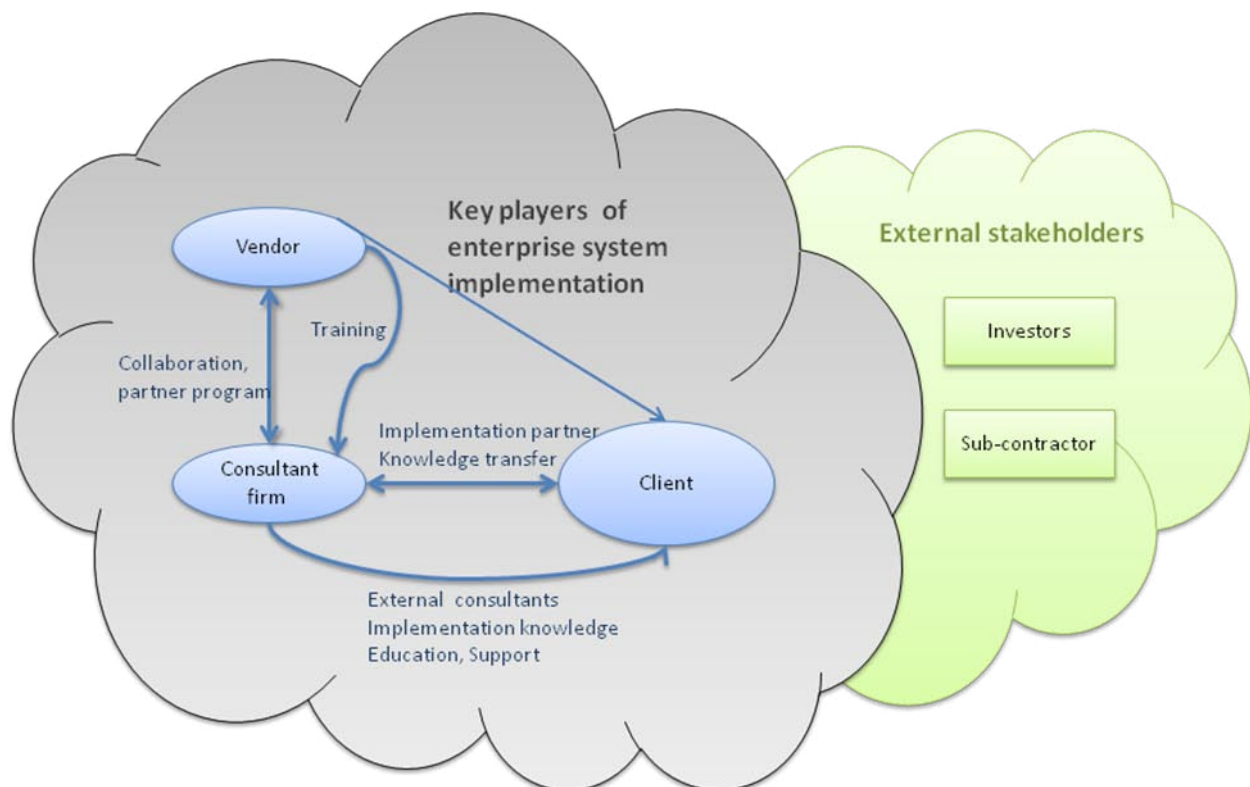 Key players of
enterprise system
implementation
External stakeholders
Vendor
Investors
Training
Collaboration,
partner program
Implementation partner
Knowledge transfer
Sub-contractor
Consultant
firm
Client
External consultants
Implementation knowledge
Education, Support